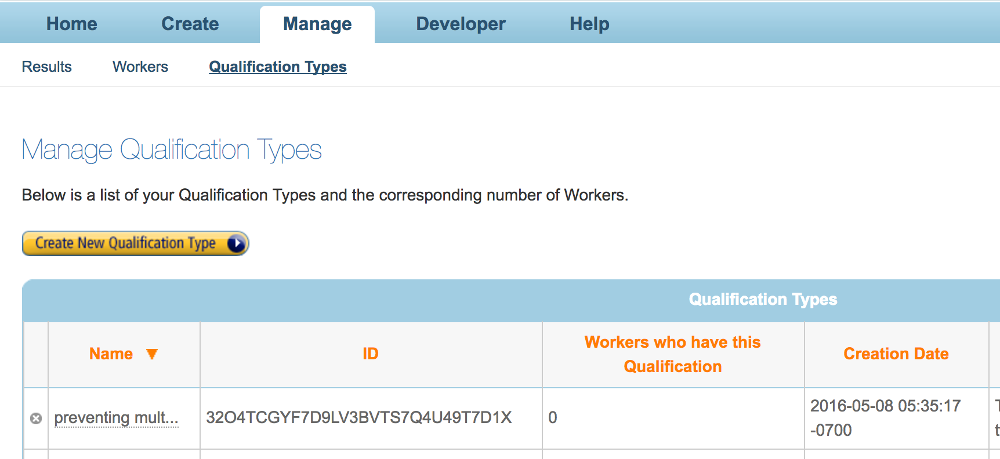 Home Create Manage Developer Help
Results Workers Qualification Types
Manage Qualification Types
Below is a list of your Qualification Types and the corresponding number of Workers.
Create New Qualification Type
Qualification Types
Name ▼ ID Workers who have this Qualification Creation Date
preventing mult... 32O4TCGYF7D9LV3BVTS7Q4U49T7D1X 0 2016-05-08 05:35:17
-0700